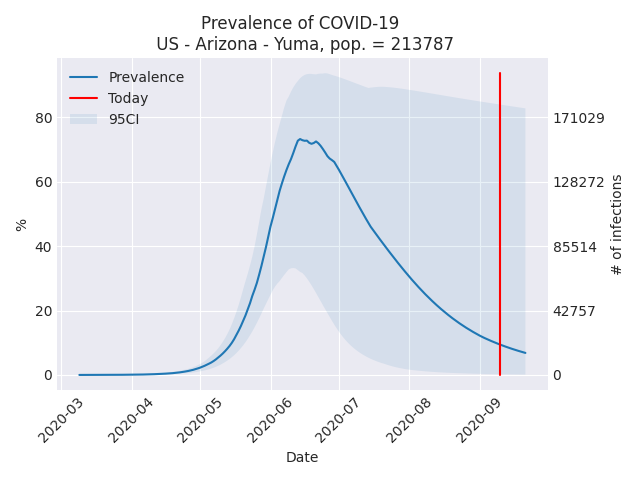 Prevalence of COVID-19
US - Arizona - Yuma, pop. = 213787
Prevalence
Today
95CI
80
60
40
20
0
%
171029
128272
85514
42757
0
# of infections
2020-03
2020-04
2020-05
2020-06
2020-07
2020-08
2020-09
Date